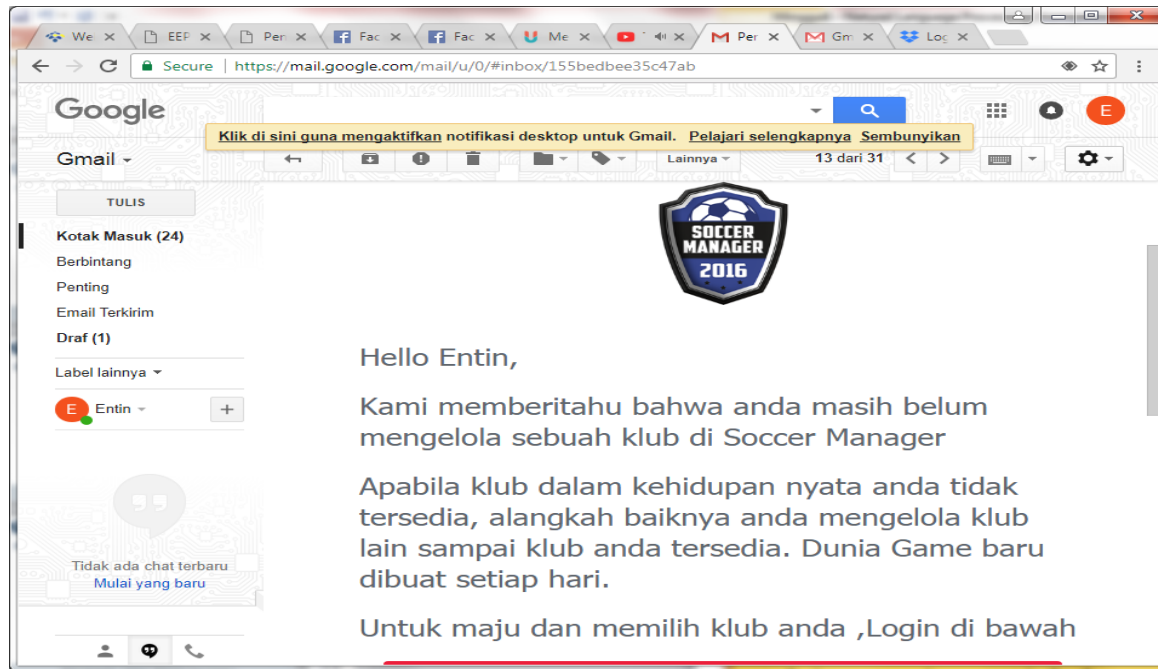 We
EEP
Per
Fac
Fac
Me
Per
Gm
Log
Secure | https://mail.google.com/mail/u/0/#inbox/155bedbee35c47ab
Google
E
Klik di sini guna mengaktifkan notifikasi desktop untuk Gmail. Pelajari selengkapnya Sembunyikan
Gmail
Lainnya
13 dari 31
TULIS
Kotak Masuk (24)
Berbintang
Penting
Email Terkirim
Draf (1)
Label lainnya
E Entin
+
Tidak ada chat terbaru
Mulai yang baru
SOCCER
MANAGER
2016
Hello Entin,
Kami memberitahu bahwa anda masih belum
mengelola sebuah klub di Soccer Manager
Apabila klub dalam kehidupan nyata anda tidak
tersedia, alangkah baiknya anda mengelola klub
lain sampai klub anda tersedia. Dunia Game baru
dibuat setiap hari.
Untuk maju dan memilih klub anda ,Login di bawah